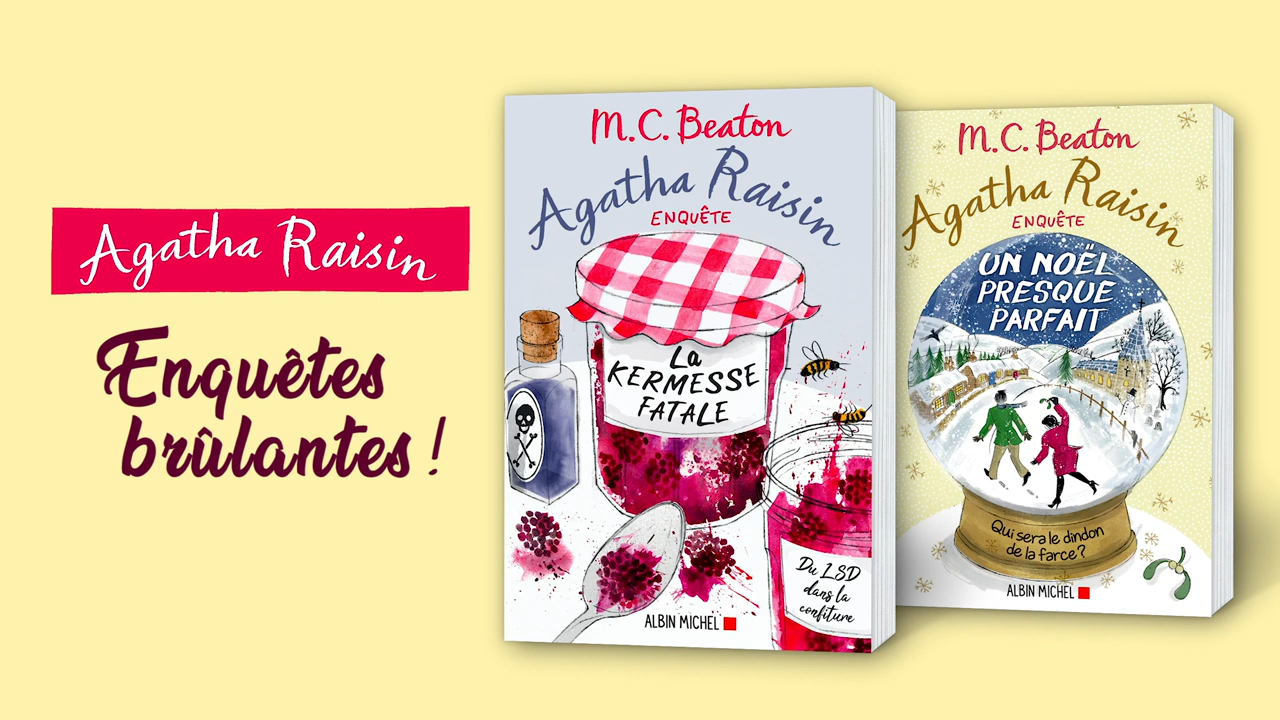 Agatha Raisin
Enquêtes
brûlantes !
M.C. Beaton
Agatha Raisin
ENQUÊTE
La
KERMESSE
FATALE
Du LSD
dans la
confiture
ALBIN MICHEL
M.C. Beaton
Agatha Raisin
ENQUÊTE
UN NOËL
PRESQUE
PARFAIT
Qui sera le dindon
de la farce ?
ALBIN MICHEL